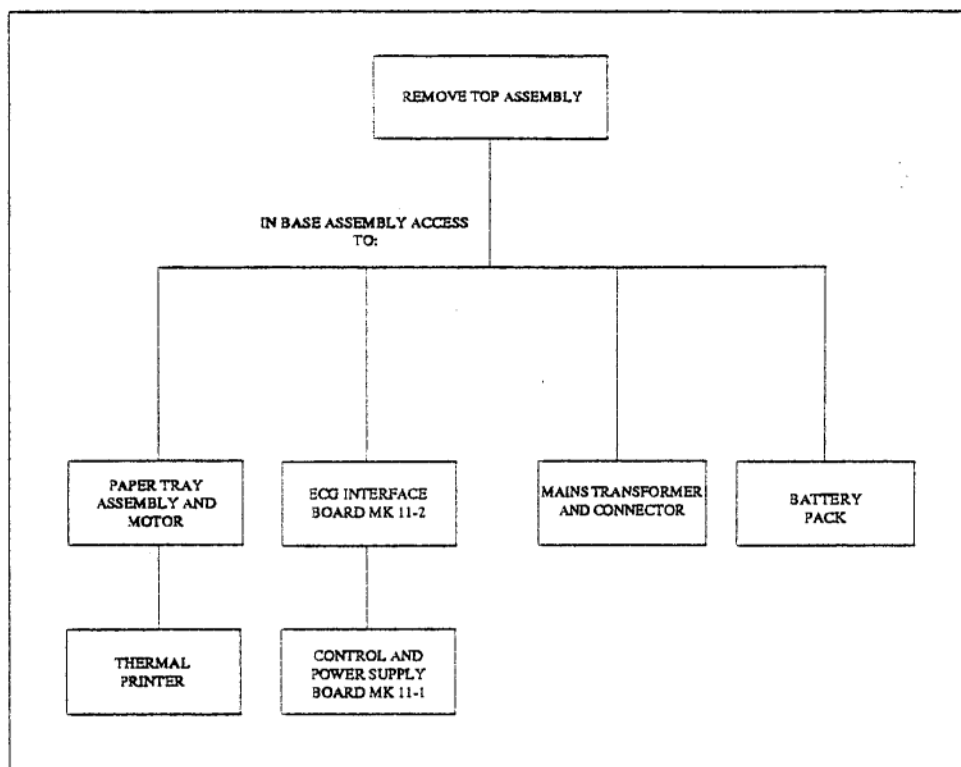 REMOVE TOP ASSEMBLY
IN BASE ASSEMBLY ACCESS
TO:
PAPER TRAY
ASSEMBLY AND
MOTOR
ECG INTERFACE
BOARD MK 11-2
MAINS TRANSFORMER
AND CONNECTOR
BATTERY
PACK
THERMAL
PRINTER
CONTROL AND
POWER SUPPLY
BOARD MK 11-1